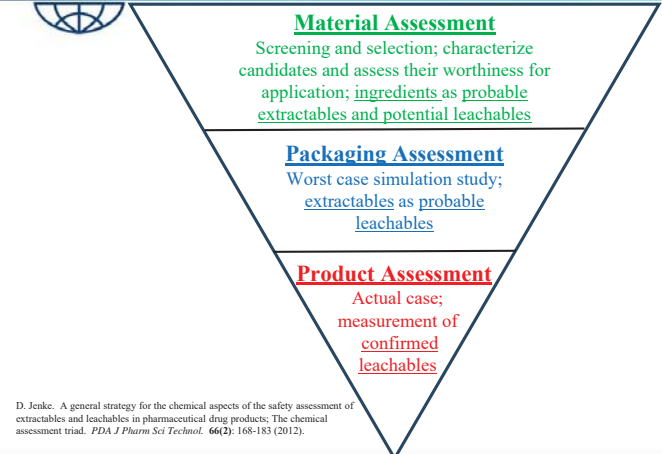 Material Assessment
Screening and selection; characterize
candidates and assess their worthiness for
application; ingredients as probable
extractables and potential leachables
Packaging Assessment
Worst case simulation study;
extractables as probable
leachables
Product Assessment
Actual case;
measurement of
confirmed
leachables
D. Jenke. A general strategy for the chemical aspects of the safety assessment of
extractables and leachables in pharmaceutical drug products; The chemical
assessment triad. PDA J Pharm Sci Technol. 66(2): 168-183 (2012).